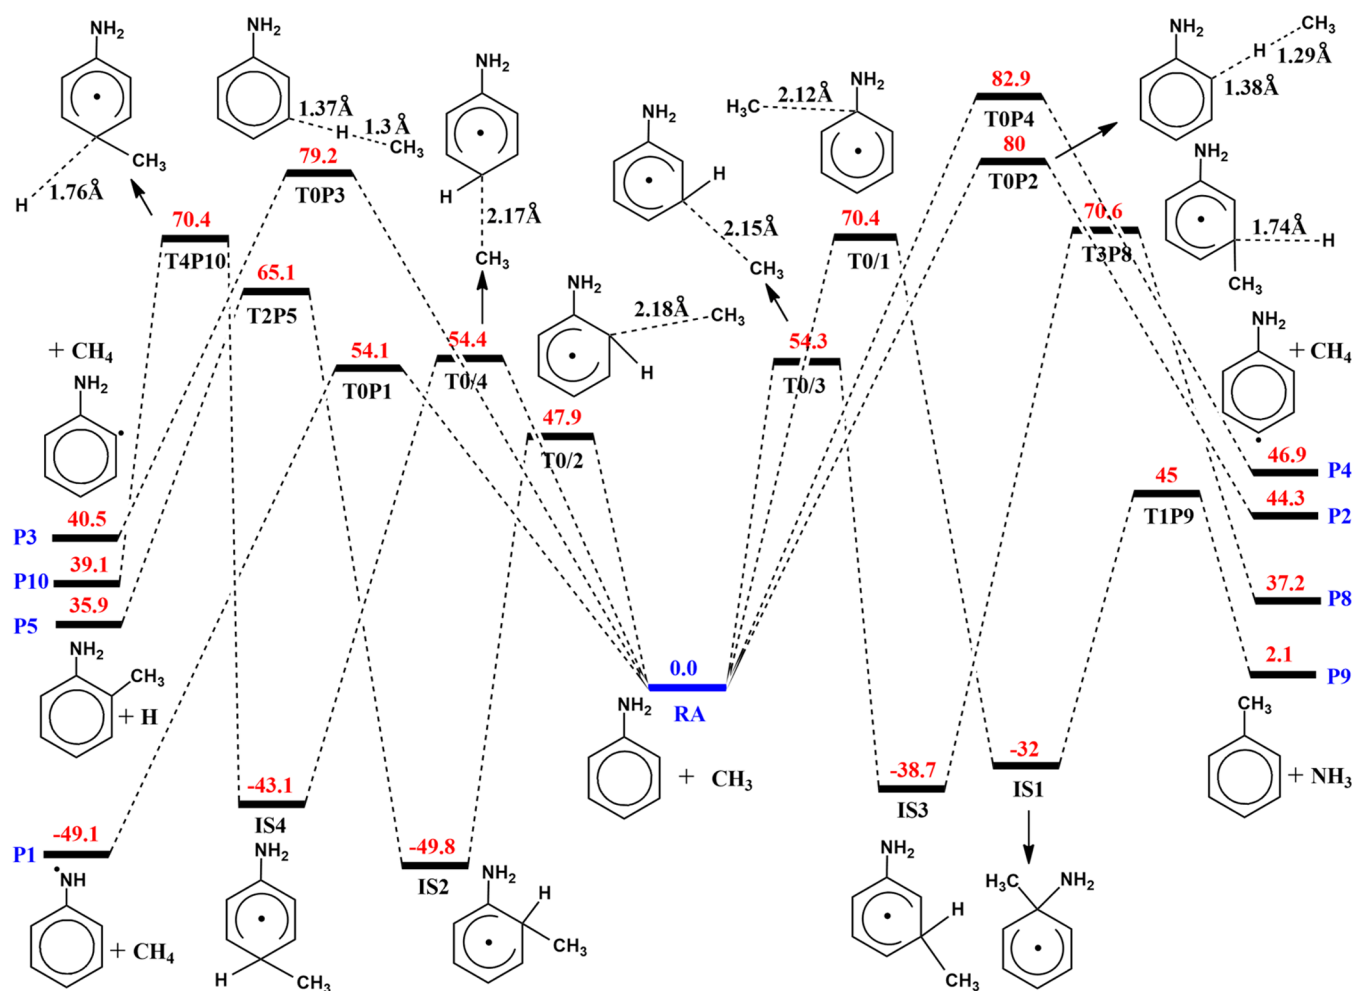 NH₂
CH₃
H
1.76Å
NH₂
1.37Å
H
1.3Å
CH₃
79.2
T0P3
NH₂
H
2.17Å
CH₃
70.4
T4P10
65.1
T2P5
54.1
T0P1
54.4
T0/4
NH₂
2.18Å
CH₃
H
47.9
T0/2
NH₂
H
2.15Å
CH₃
54.3
T0/3
H₃C
2.12Å
NH₂
70.4
T0/1
82.9
T0P4
80
T0P2
NH₂
H
CH₃
1.29Å
1.38Å
70.6
T3P8
NH₂
1.74Å
H
CH₃
+ CH₄
NH₂
NH₂
+ CH₄
P3
40.5
P10
39.1
P5
35.9
NH₂
CH₃
+ H
P1
-49.1
NH
+ CH₄
-43.1
IS4
NH₂
H
CH₃
-49.8
IS2
NH₂
H
CH₃
0.0
RA
NH₂
+ CH₃
-38.7
IS3
NH₂
H
CH₃
-32
IS1
H₃C
NH₂
45
T1P9
46.9
P4
44.3
P2
37.2
P8
2.1
P9
CH₃
+ NH₃